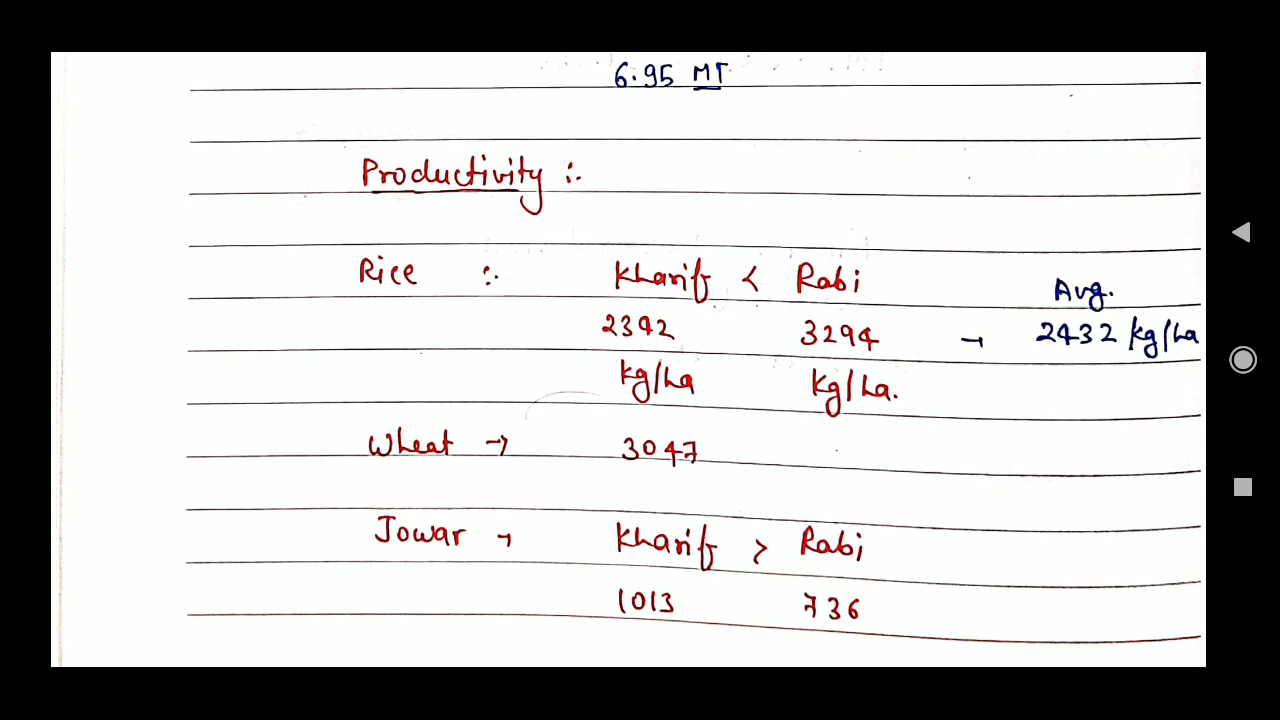 6.95 MT
Productivity :-
Rice :- Kharif < Rabi Avg.
2392 3294 → 2432 kg/ha
kg/ha kg/ha.
Wheat → 3047
Jowar → Kharif > Rabi
1013 736